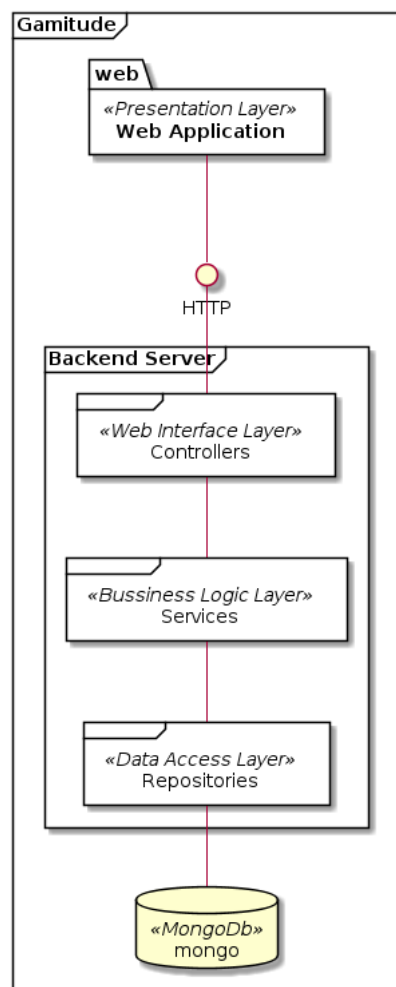 Gamitude
web
«Presentation Layer»
Web Application
HTTP
Backend Server
«Web Interface Layer»
Controllers
«Bussiness Logic Layer»
Services
«Data Access Layer»
Repositories
«MongoDb»
mongo